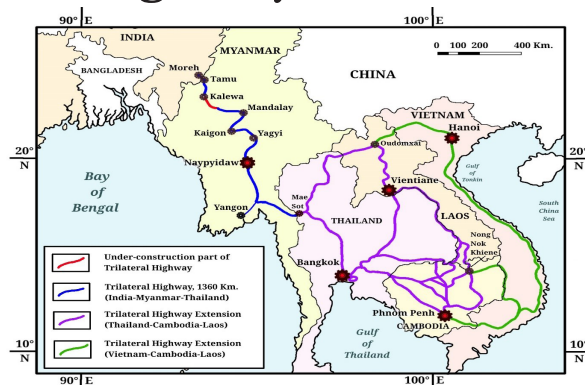 90°E
100°E
0 100 200 400 Km.
INDIA
MYANMAR
BANGLADESH
Moreh
Tamu
CHINA
Kalewa
Mandalay
VIETNAM
Hanoi
Kaigon
Yagyi
Oudomxai
20°
N
20°
N
Naypyidaw
Gulf
of
Tonkin
Vientiane
Bay
of
Bengal
Mae
Sot
South
China
Sea
Yangon
THAILAND
LAOS
Nong
Nok
Khiene
Bangkok
Under-construction part of
Trilateral Highway
Trilateral Highway, 1360 Km.
(India-Myanmar-Thailand)
Trilateral Highway Extension
(Thailand-Cambodia-Laos)
Trilateral Highway Extension
(Vietnam-Cambodia-Laos)
Phnom Penh
CAMBODIA
Gulf
of
Thailand
10°
N
10°
N
90°E
100°E